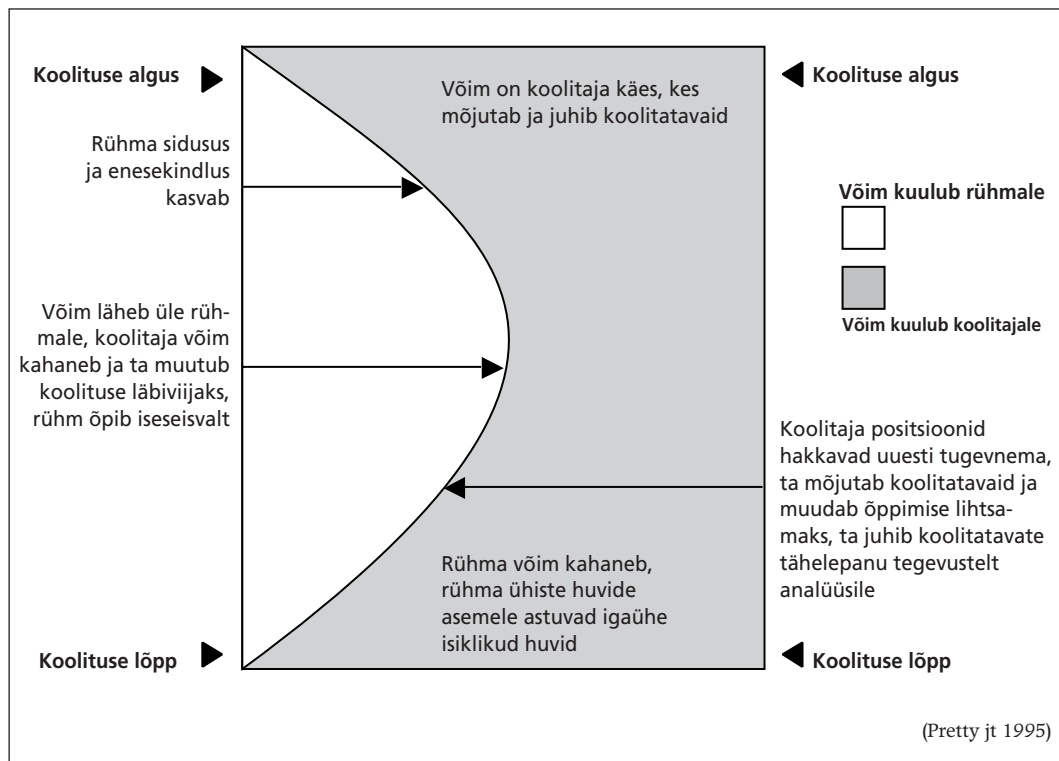 Koolituse algus
Koolituse algus
Võim on koolitaja käes, kes
mõjutab ja juhib koolitatavaid
Rühma sidusus
ja enesekindlus
kasvab
Võim kuulub rühmale
Võim kuulub koolitajale
Võim läheb üle rüh-
male, koolitaja võim
kahaneb ja ta muutub
koolituse läbiviijaks,
rühm õpib iseseisvalt
Koolitaja positsioonid
hakkavad uuesti tugevnema,
ta mõjutab koolitatavaid ja
muudab õppimise lihtsa-
maks, ta juhib koolitatavate
tähelepanu tegevustelt
analüüsile
Rühma võim kahaneb,
rühma ühiste huvide
asemele astuvad igaühe
isiklikud huvid
Koolituse lõpp
Koolituse lõpp
(Pretty jt 1995)